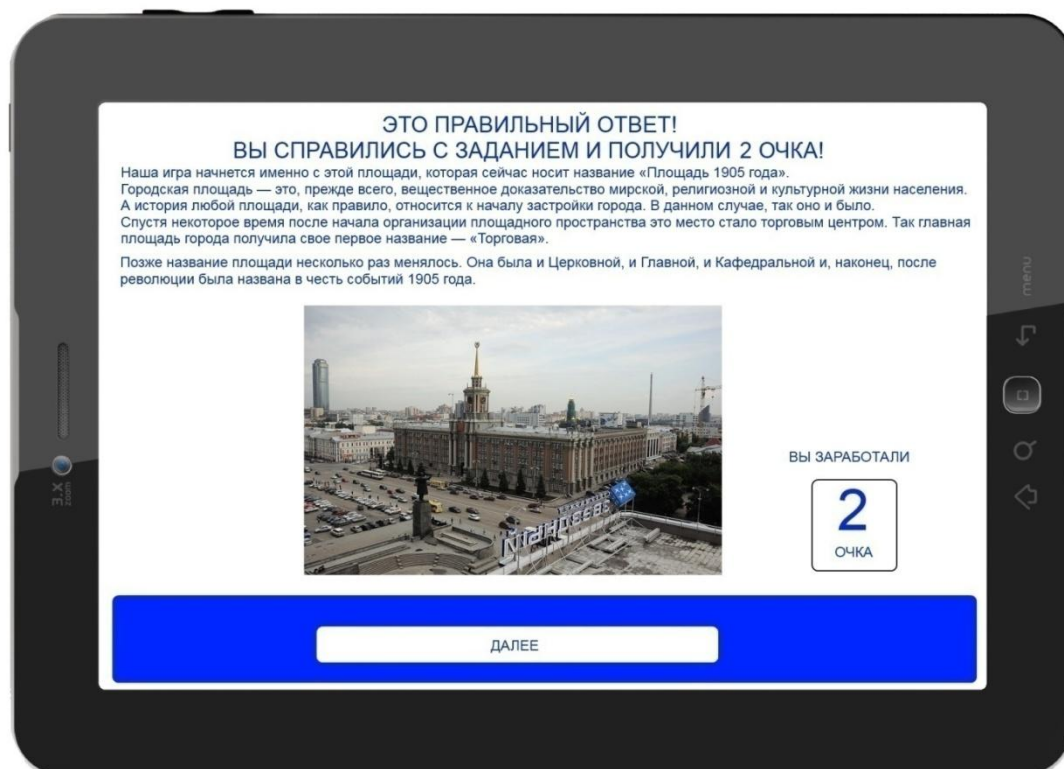 ЭТО ПРАВИЛЬНЫЙ ОТВЕТ!
ВЫ СПРАВИЛИСЬ С ЗАДАНИЕМ И ПОЛУЧИЛИ 2 ОЧКА!
Наша игра начнется именно с этой площади, которая сейчас носит название «Площадь 1905 года».
Городская площадь — это, прежде всего, вещественное доказательство мирской, религиозной и культурной жизни населения.
А история любой площади, как правило, относится к началу застройки города. В данном случае, так оно и было.
Спустя некоторое время после начала организации площадного пространства это место стало торговым центром. Так главная
площадь города получила свое первое название — «Торговая».
Позже название площади несколько раз менялось. Она была и Церковной, и Главной, и Кафедральной и, наконец, после
революции была названа в честь событий 1905 года.
ВЫ ЗАРАБОТАЛИ
2
ОЧКА
ДАЛЕЕ
menu
3.X
zoom